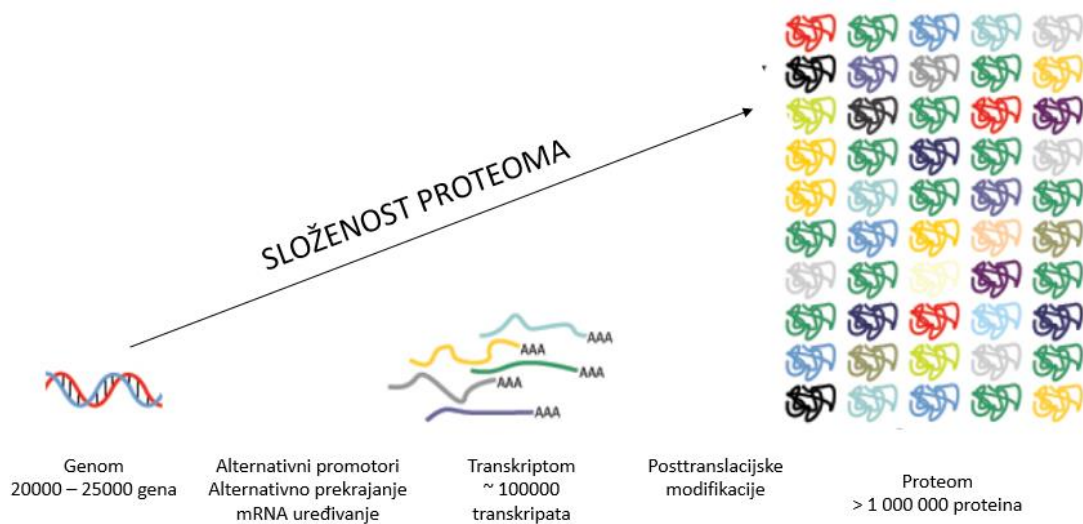 SLOŽENOST PROTEOMA
AAA
AAA
AAA
AAA
AAA
Genom
20000 – 25000 gena
Alternativni promotori
Alternativno prekrajanje
mRNA uređivanje
Transkriptom
~ 100000
transkripata
Posttranslacijske
modifikacije
Proteom
> 1 000 000 proteina